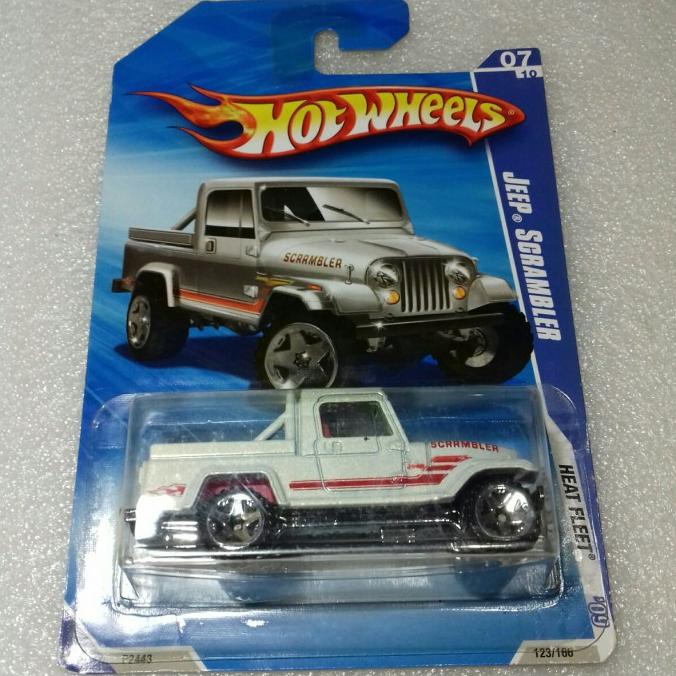 07
10
HOT WHEELS®
JEEP® SCRAMBLER
SCRAMBLER
SCRAMBLER
HEAT FLEET®
'09
P2443
123/166